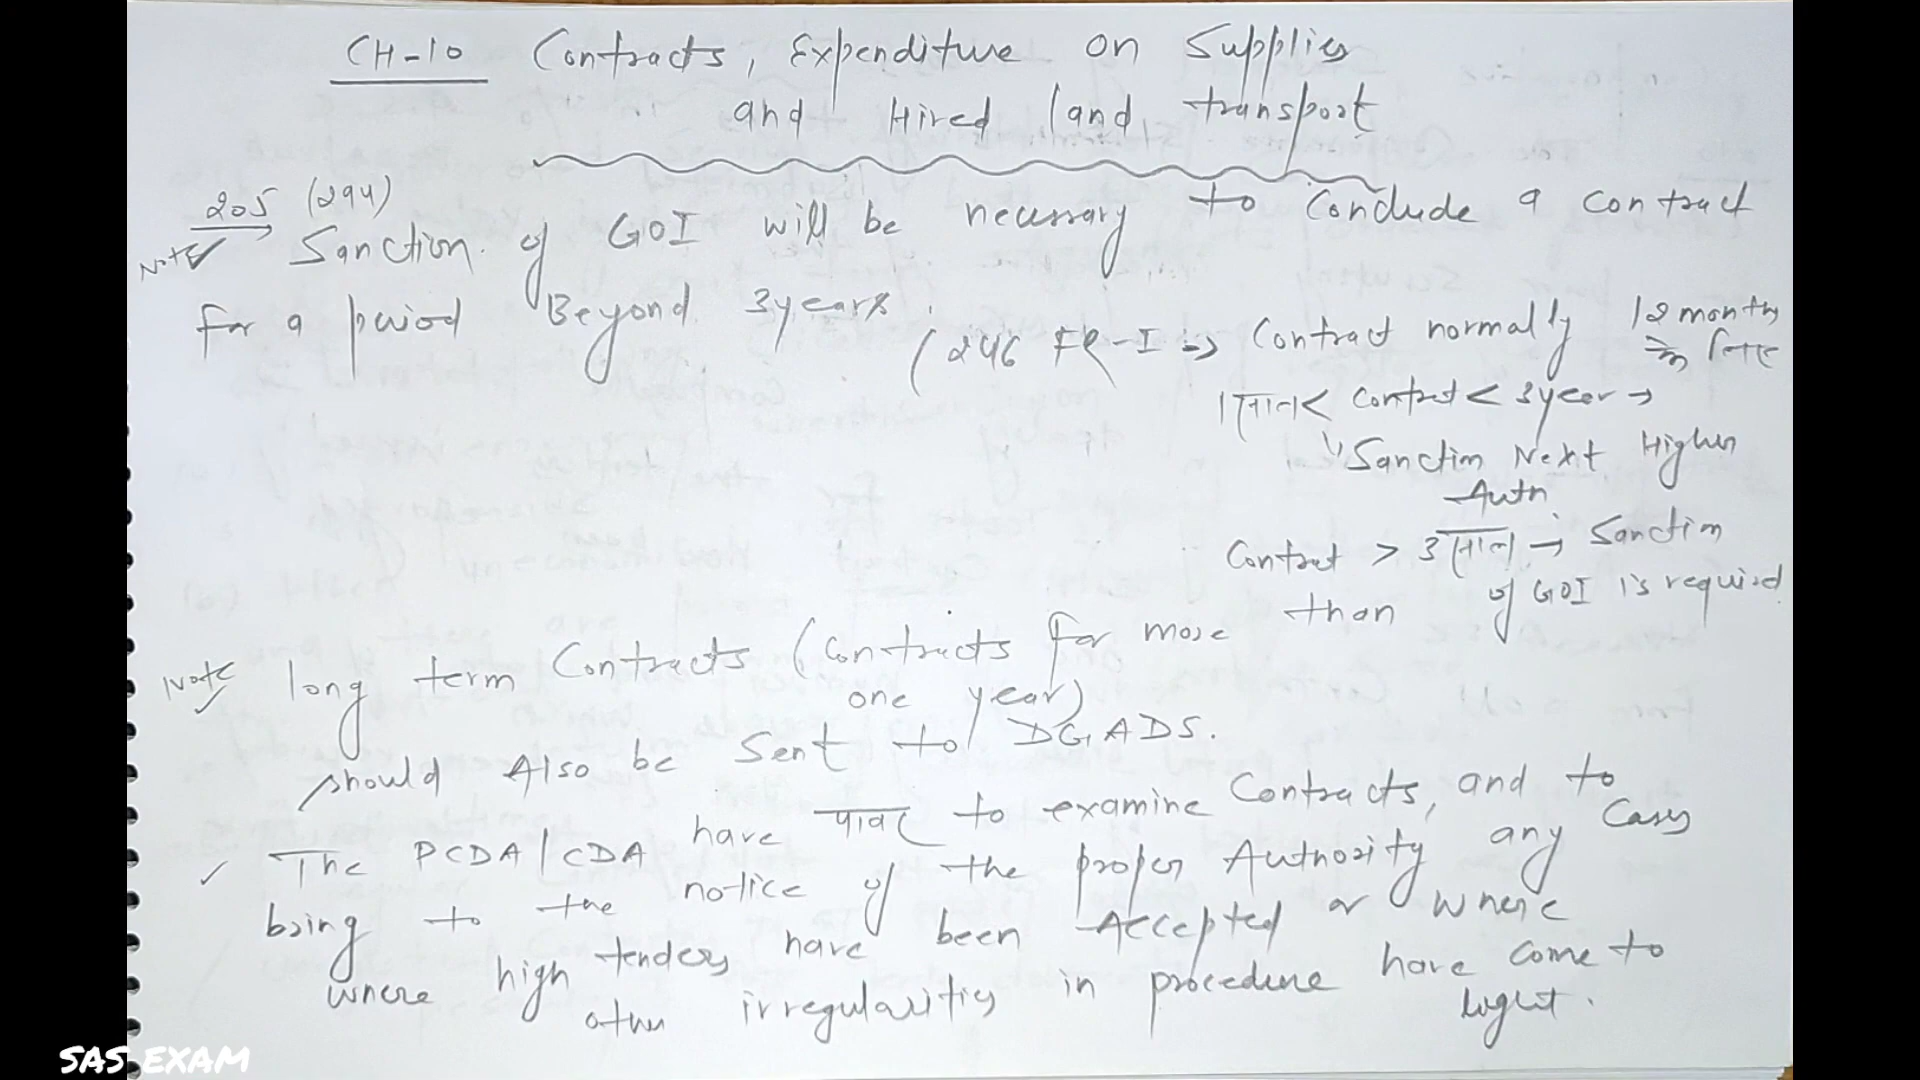 CH-10 Contracts, Expenditure on Supplies
and Hired land transport
205 (294)
Note Sanction of GOI will be necessary to Conclude a contract
for a period Beyond 3years.
(246 FR-I → Contract normally 12 months
1साल < Contract < 3year →
Sanction Next Higher
Auth
Contract > 3साल → Sanction
of GOI is required
Note long term Contracts (Contracts for more than
one year)
should Also be Sent to DGADS.
The PCDA/CDA have पावर to examine Contracts, and to
bring to the notice of the proper Authority any Cases
where high tenders have been Accepted or where
other irregularities in procedure have come to
light.
SAS EXAM